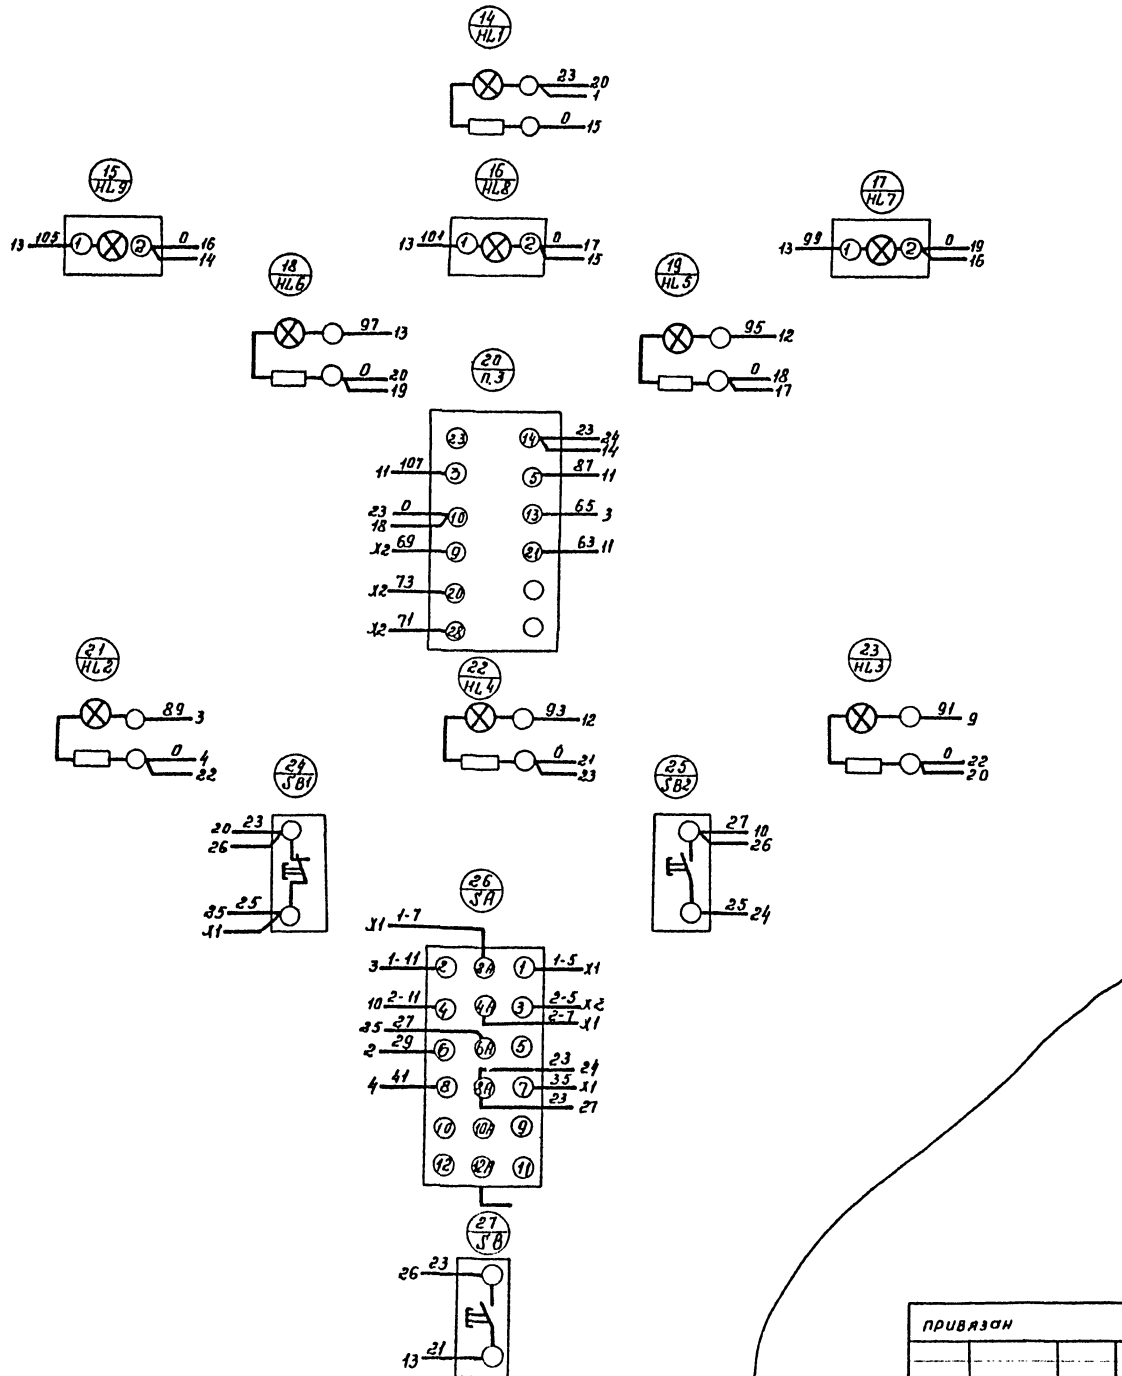 14
HL1
23 20
1
0 15
15
HL9
16
HL8
17
HL7
13 105 1 2 0 16
14
13 101 1 2 0 17
15
13 99 1 2 0 19
16
18
HL6
19
HL5
97 13
0 20
19
95 12
0 18
17
20
п.3
23
14 23 24
14
11 107 3
5 87 11
23 0 10
18
13 65 3
X2 69 9
21 63 11
X2 73 20
X2 71 28
21
HL2
22
HL4
23
HL3
89 3
0 4
22
93 12
0 21
23
91 9
0 22
20
24
SB1
25
SB2
20 23
26
25 25
X1
27 10
26
25 24
26
SA
X1 1-7
3 1-11 2 2A 1 1-5 X1
10 2-11 4 4A 3 2-5 X2
2-7 X1
25 27
2 29 6 6A 5
23 24
4 41 8 8A 7 35 X1
23 27
10 10A 9
12 12A 11
27
SB
26 23
13 21
привязан